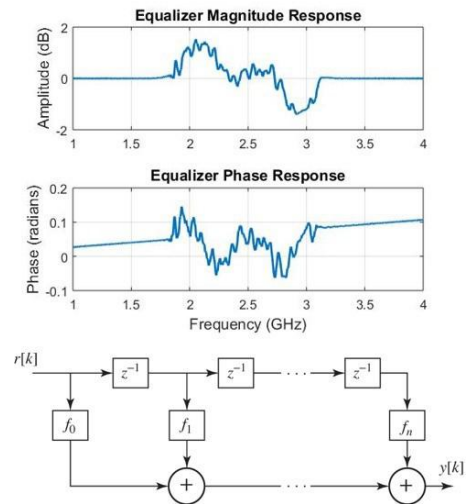 Equalizer Magnitude Response
Amplitude (dB)
2
0
-2
1 1.5 2 2.5 3 3.5 4
Equalizer Phase Response
Phase (radians)
0.2
0.1
0
-0.1
1 1.5 2 2.5 3 3.5 4
Frequency (GHz)
r[k]
z⁻¹ z⁻¹ . . . z⁻¹
f₀ f₁ fₙ
y[k]
+ . . . +